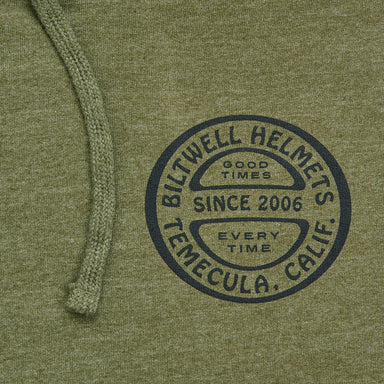 BILTWELL HELMETS
GOOD
TIMES
SINCE 2006
EVERY
TIME
TEMECULA, CALIF.